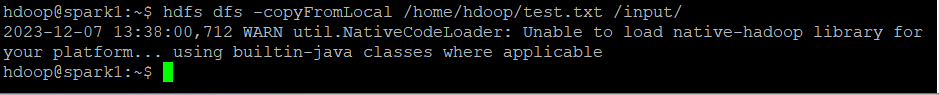 hdoop@spark1:~$ hdfs dfs -copyFromLocal /home/hdoop/test.txt /input/
2023-12-07 13:38:00,712 WARN util.NativeCodeLoader: Unable to load native-hadoop library for
your platform... using builtin-java classes where applicable
hdoop@spark1:~$